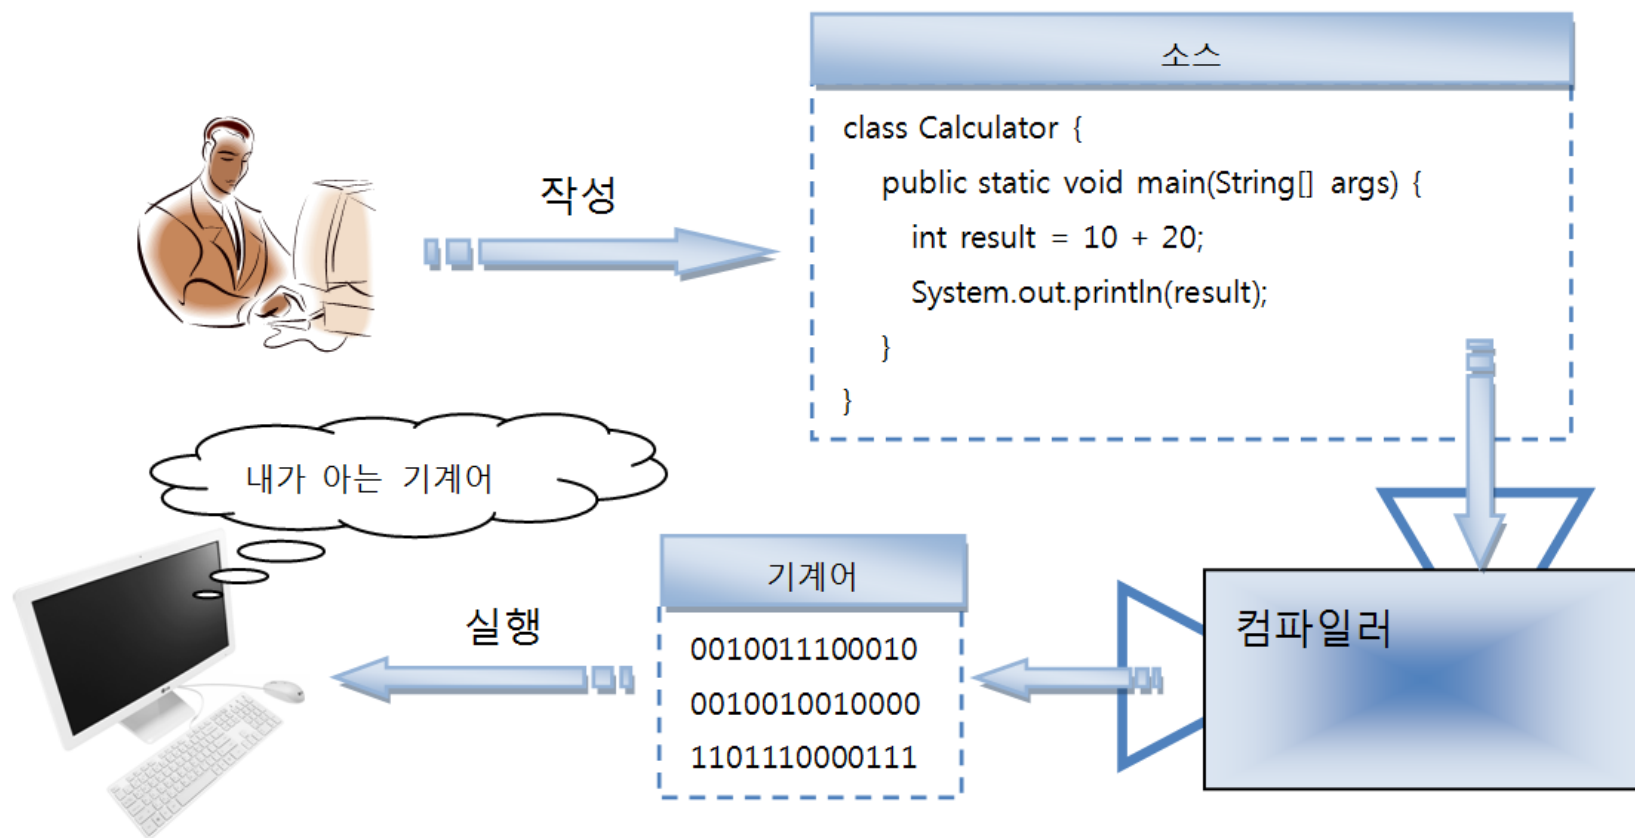 소스
class Calculator {
public static void main(String[] args) {
int result = 10 + 20;
System.out.println(result);
}
}
작성
컴파일러
기계어
0010011100010
0010010010000
1101110000111
실행
내가 아는 기계어